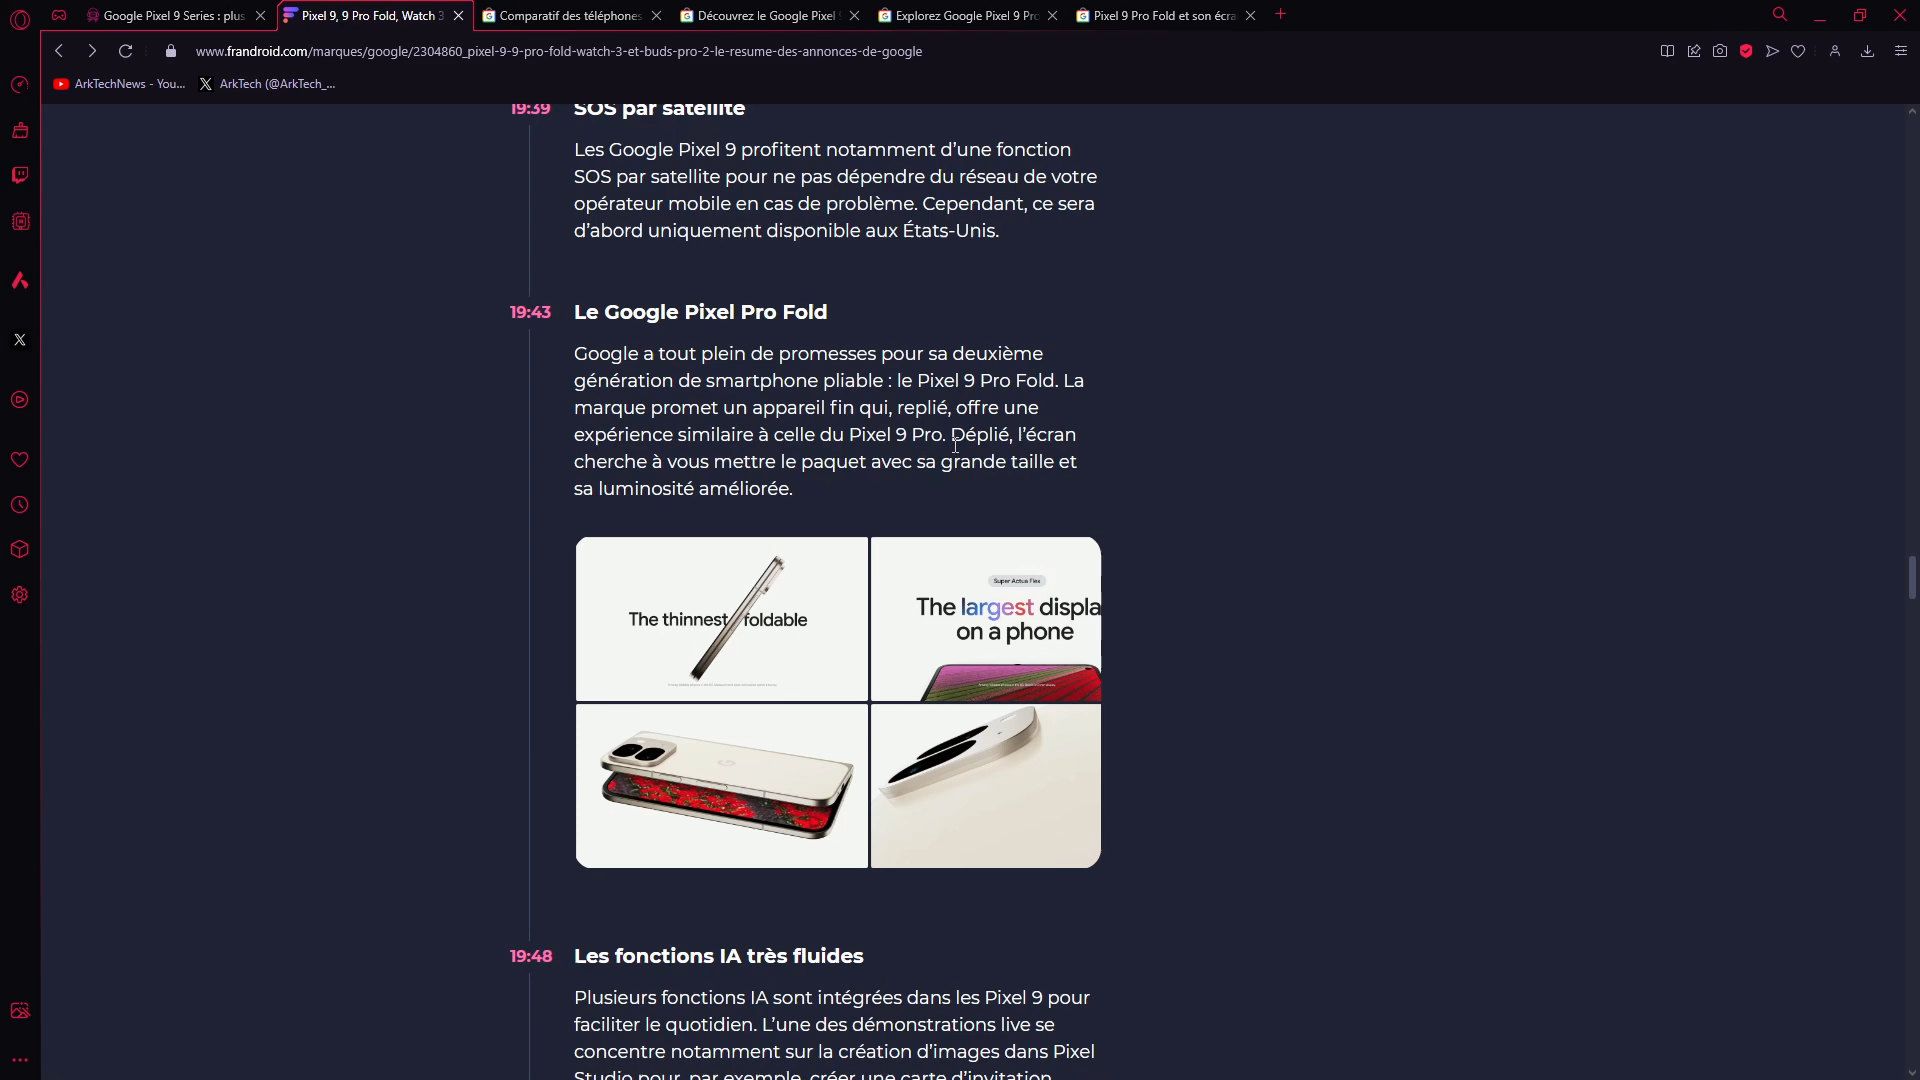 Google Pixel 9 Series : plus
Pixel 9, 9 Pro Fold, Watch 3
Comparatif des téléphones
Découvrez le Google Pixel 9
Explorez Google Pixel 9 Pro
Pixel 9 Pro Fold et son écra
www.frandroid.com/marques/google/2304860_pixel-9-9-pro-fold-watch-3-et-buds-pro-2-le-resume-des-annonces-de-google
ArkTechNews - You...
ArkTech (@ArkTech_...
19:39
SOS par satellite
Les Google Pixel 9 profitent notamment d’une fonction
SOS par satellite pour ne pas dépendre du réseau de votre
opérateur mobile en cas de problème. Cependant, ce sera
d’abord uniquement disponible aux États-Unis.
19:43
Le Google Pixel Pro Fold
Google a tout plein de promesses pour sa deuxième
génération de smartphone pliable : le Pixel 9 Pro Fold. La
marque promet un appareil fin qui, replié, offre une
expérience similaire à celle du Pixel 9 Pro. Déplié, l’écran
cherche à vous mettre le paquet avec sa grande taille et
sa luminosité améliorée.
The thinnest foldable
Super Actua Flex
The largest displa
on a phone
19:48
Les fonctions IA très fluides
Plusieurs fonctions IA sont intégrées dans les Pixel 9 pour
faciliter le quotidien. L’une des démonstrations live se
concentre notamment sur la création d’images dans Pixel
Studio pour, par exemple, créer une carte d’invitation